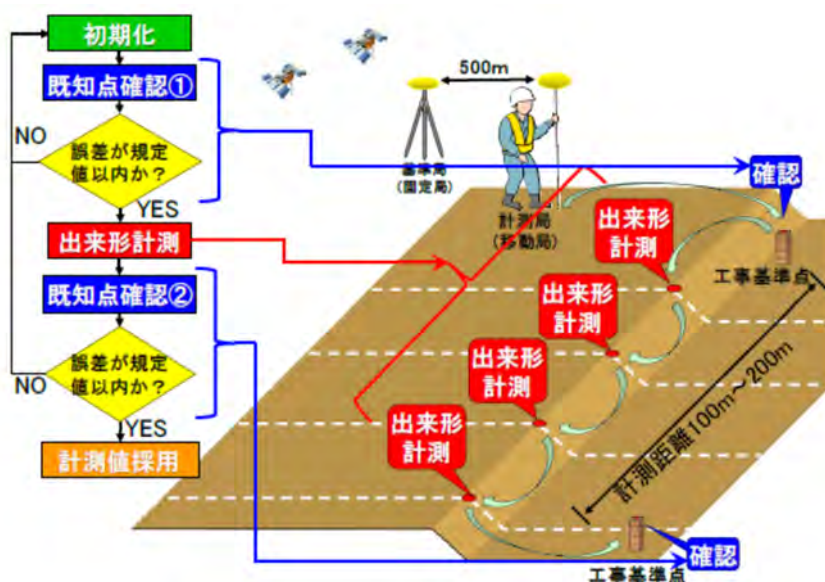 初期化
既知点確認①
NO
誤差が規定
値以内か？
YES
出来形計測
既知点確認②
誤差が規定
値以内か？
NO
YES
計測値採用
500m
基準局
(固定局)
計測局
(移動局)
確認
工事基準点
出来形
計測
出来形
計測
出来形
計測
出来形
計測
計測距離100m～200m
確認
工事基準点